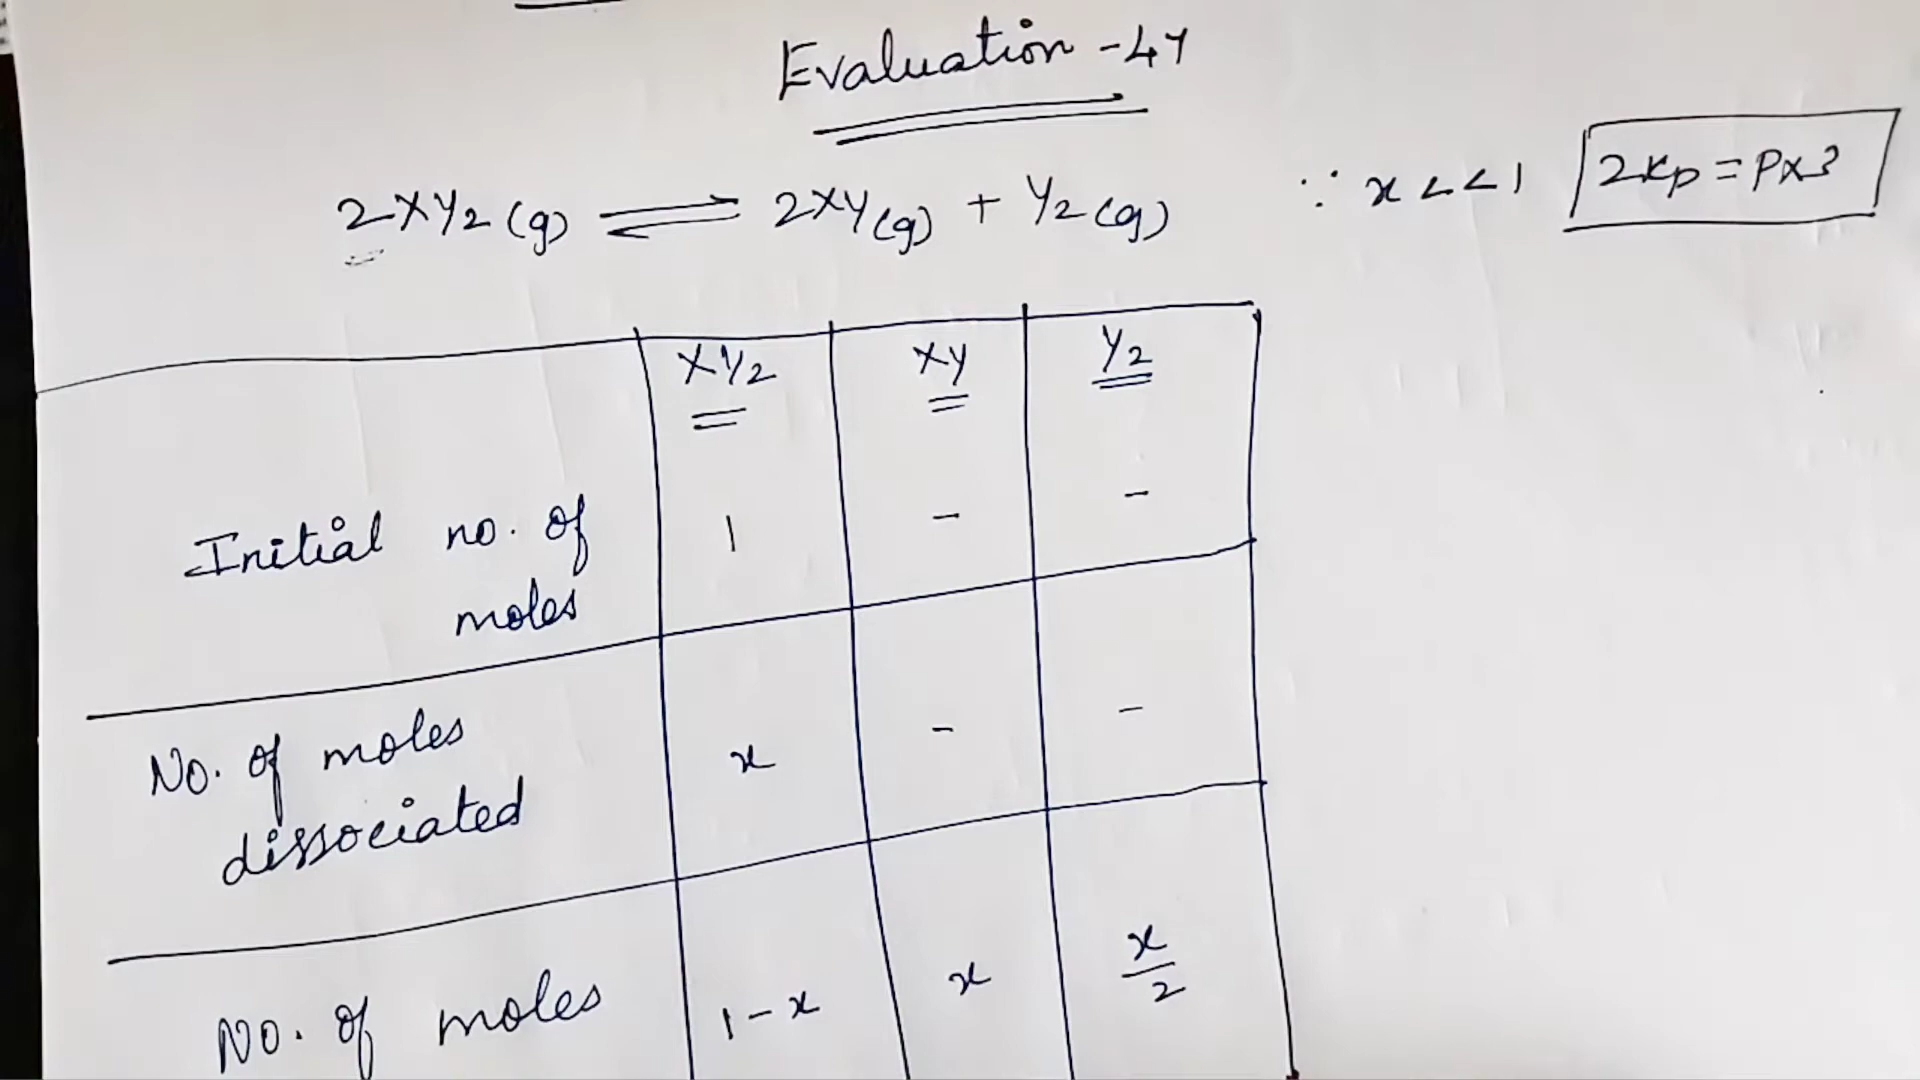 Evaluation -47
2XY2(g) ⇌ 2XY(g) + Y2(g)
∵ x << 1 2Kp = Px3
XY2 XY Y2
Initial no. of moles 1 - -
No. of moles dissociated x - -
No. of moles 1-x x x/2